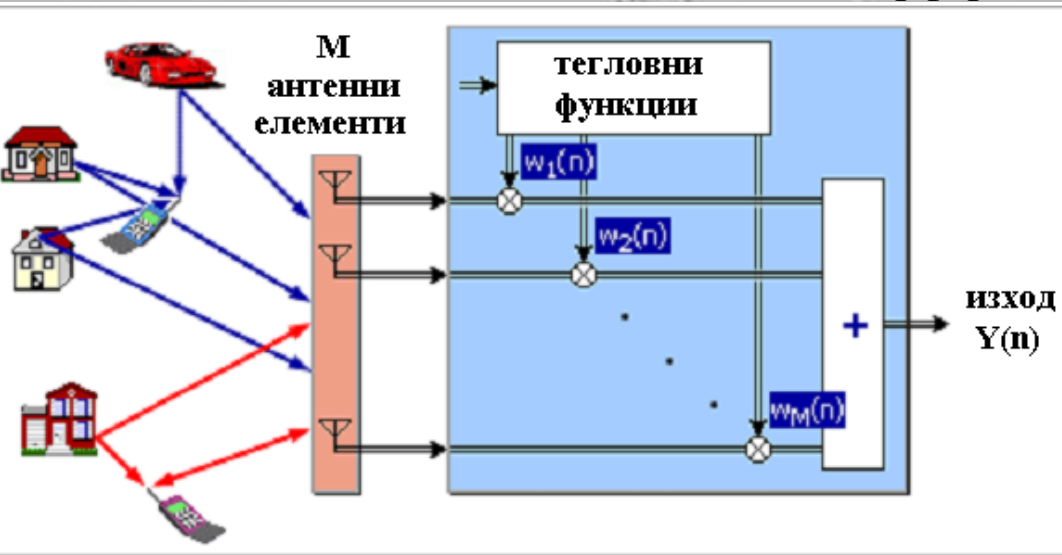 М
антенни
елементи
тегловни
функции
w₁(n)
w₂(n)
wM(n)
+
изход
Y(n)